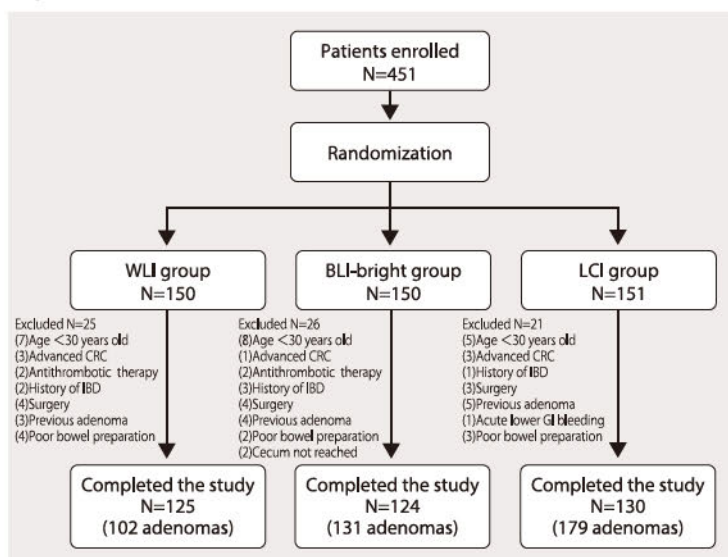 Patients enrolled
N=451
Randomization
WLI group
N=150
BLI-bright group
N=150
LCI group
N=151
Excluded N=25
(7)Age <30 years old
(3)Advanced CRC
(2)Antithrombotic therapy
(2)History of IBD
(4)Surgery
(3)Previous adenoma
(4)Poor bowel preparation
Excluded N=26
(8)Age <30 years old
(1)Advanced CRC
(2)Antithrombotic therapy
(3)History of IBD
(4)Surgery
(4)Previous adenoma
(2)Poor bowel preparation
(2)Cecum not reached
Excluded N=21
(5)Age <30 years old
(3)Advanced CRC
(1)History of IBD
(3)Surgery
(5)Previous adenoma
(1)Acute lower GI bleeding
(3)Poor bowel preparation
Completed the study
N=125
(102 adenomas)
Completed the study
N=124
(131 adenomas)
Completed the study
N=130
(179 adenomas)